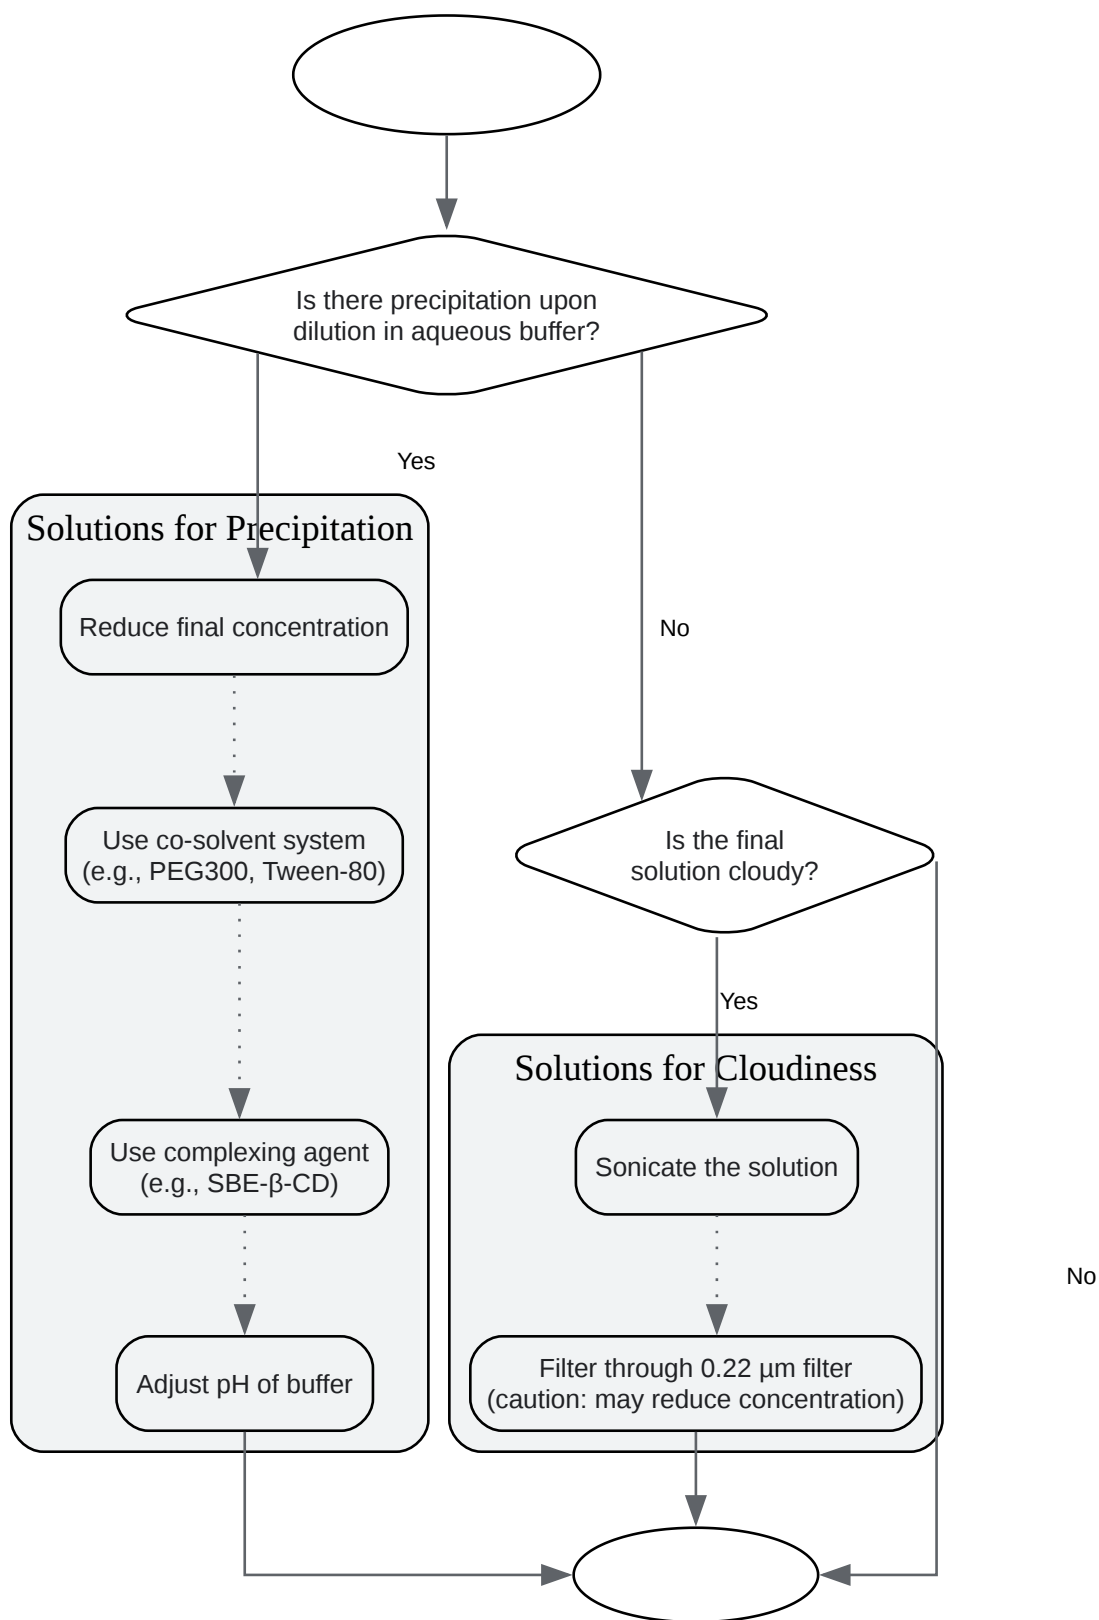 Is there precipitation upon
dilution in aqueous buffer?
Yes
Solutions for Precipitation
Reduce final concentration
No
Use co-solvent system
(e.g., PEG300, Tween-80)
Is the final
solution cloudy?
Yes
Solutions for Cloudiness
Use complexing agent
(e.g., SBE-β-CD)
Sonicate the solution
No
Adjust pH of buffer
Filter through 0.22 µm filter
(caution: may reduce concentration)